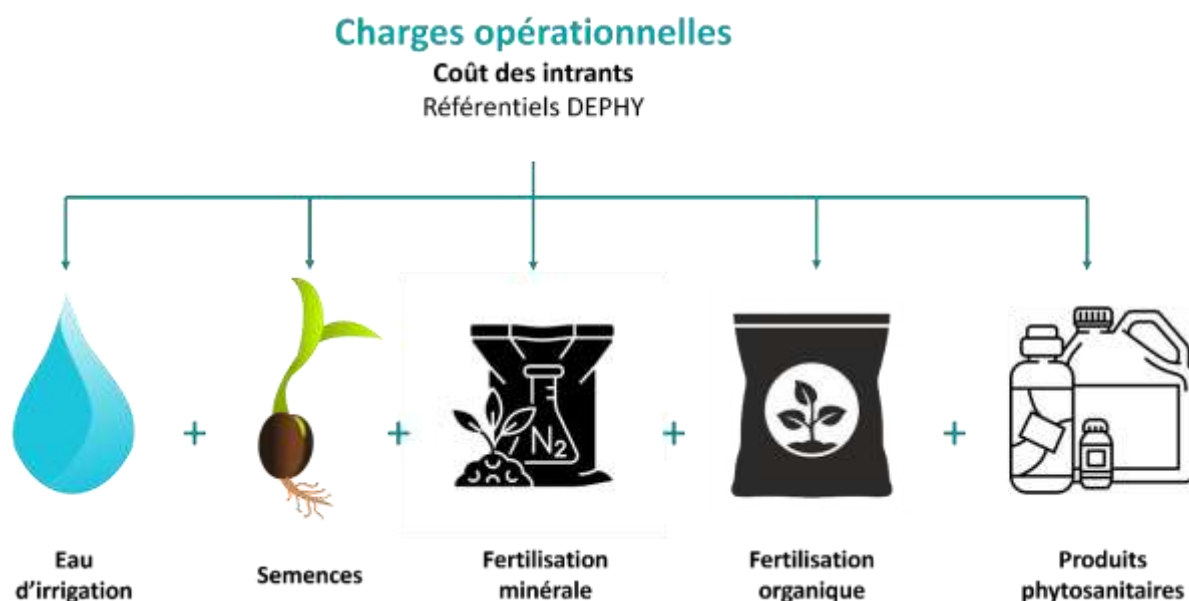 Charges opérationnelles
Coût des intrants
Référentiels DEPHY
+
+
+
+
N2
Eau
d'irrigation
Semences
Fertilisation
minérale
Fertilisation
organique
Produits
phytosanitaires